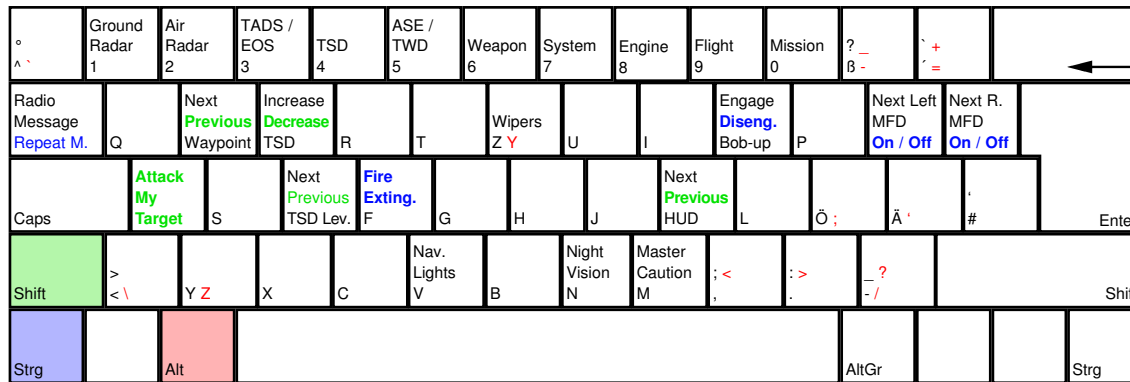 °
^ `
Ground
Radar
1
Air
Radar
2
TADS /
EOS
3
TSD
4
ASE /
TWD
5
Weapon
6
System
7
Engine
8
Flight
9
Mission
0
? _
ß -
` +
´ =
Radio
Message
Repeat M.
Q
Next
Previous
Waypoint
Increase
Decrease
TSD
R
T
Wipers
Z Y
U
I
Engage
Diseng.
Bob-up
P
Next Left
MFD
On / Off
Next R.
MFD
On / Off
Caps
Attack
My
Target
S
Next
Previous
TSD Lev.
Fire
Exting.
F
G
H
J
Next
Previous
HUD
L
Ö ;
Ä '
'
#
Ente
Shift
>
< \
Y Z
X
C
Nav.
Lights
V
B
Night
Vision
N
Master
Caution
M
; <
,
: >
.
_ ?
- /
Shif
Strg
Alt
AltGr
Strg